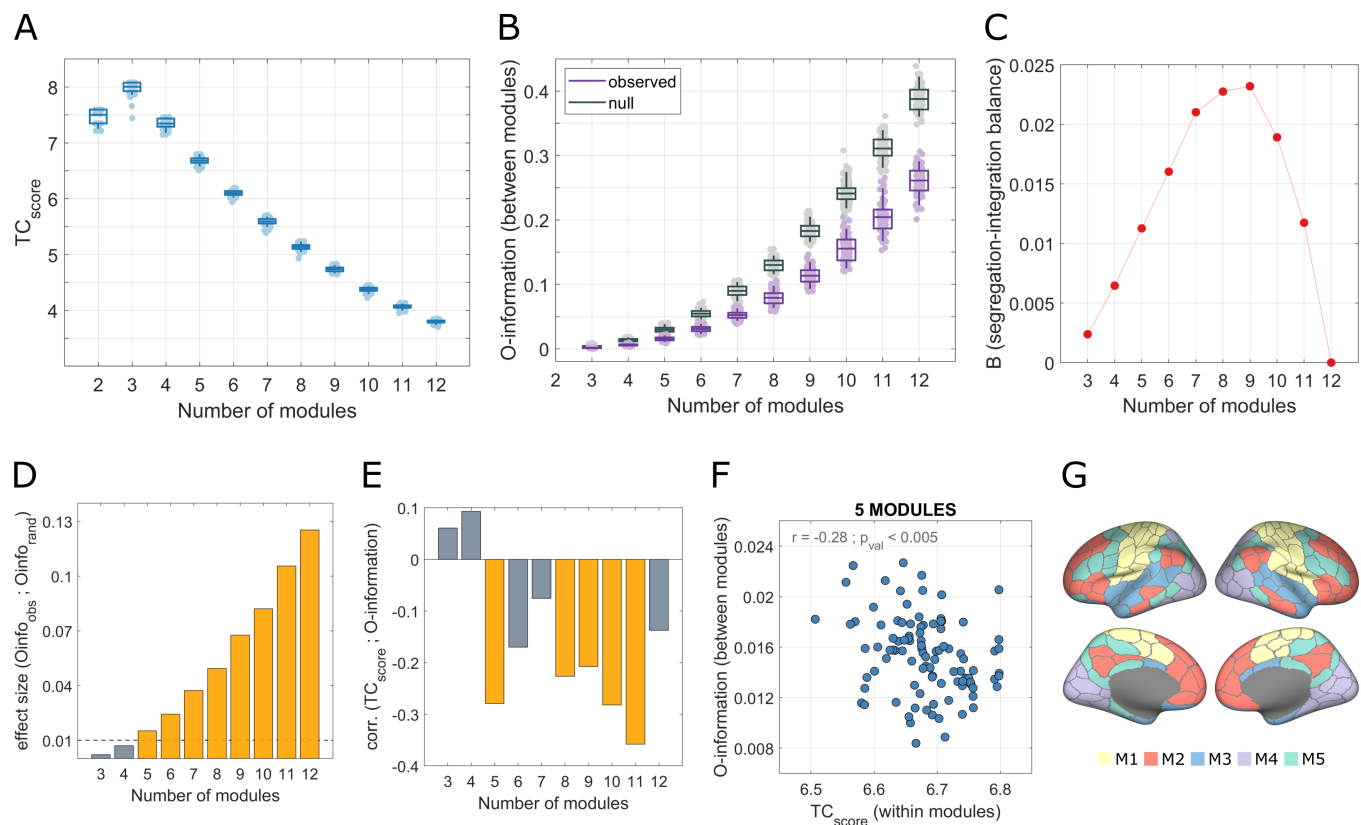 A
TC_score
8
7
6
5
4
2 3 4 5 6 7 8 9 10 11 12
Number of modules
B
O-information (between modules)
observed
null
0.4
0.3
0.2
0.1
0
2 3 4 5 6 7 8 9 10 11 12
Number of modules
C
B (segregation-integration balance)
0.025
0.02
0.015
0.01
0.005
0
3 4 5 6 7 8 9 10 11 12
Number of modules
D
effect size (Oinfo_obs ; Oinfo_rand)
0.13
0.1
0.07
0.04
0.01
3 4 5 6 7 8 9 10 11 12
Number of modules
E
corr. (TC_score ; O-information)
0.1
0
-0.1
-0.2
-0.3
-0.4
3 4 5 6 7 8 9 10 11 12
Number of modules
F
5 MODULES
r = -0.28 ; p_val < 0.005
O-information (between modules)
0.024
0.02
0.016
0.012
0.008
6.5 6.6 6.7 6.8
TC_score (within modules)
G
M1 M2 M3 M4 M5